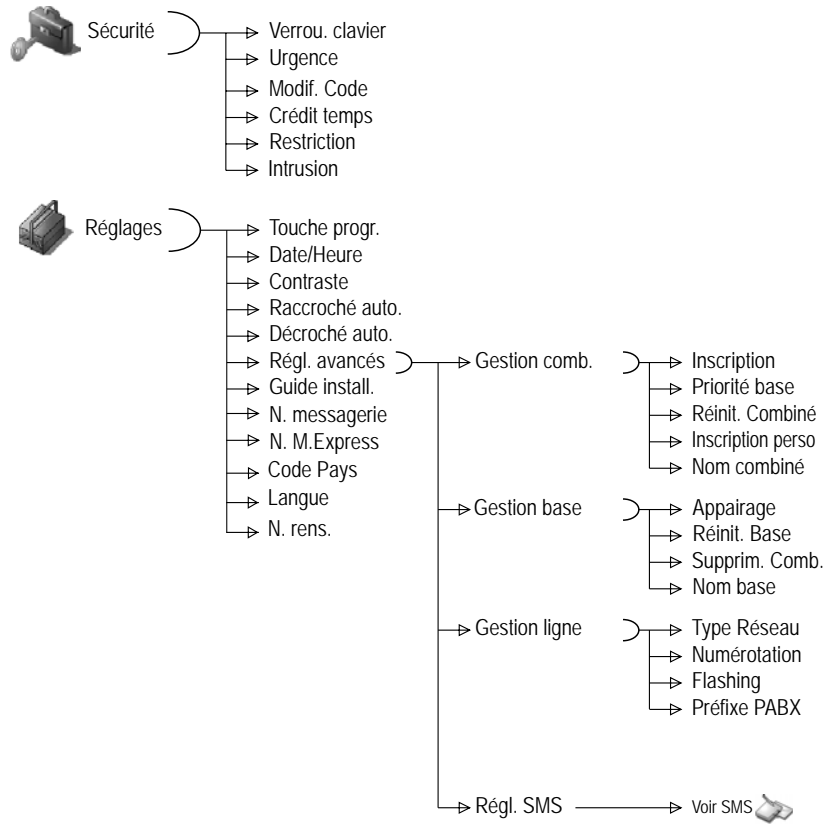 Sécurité
Verrou. clavier
Urgence
Modif. Code
Crédit temps
Restriction
Intrusion
Réglages
Touche progr.
Date/Heure
Contraste
Raccroché auto.
Décroché auto.
Régl. avancés
Guide install.
N. messagerie
N. M.Express
Code Pays
Langue
N. rens.
Gestion comb.
Inscription
Priorité base
Réinit. Combiné
Inscription perso
Nom combiné
Gestion base
Appairage
Réinit. Base
Supprim. Comb.
Nom base
Gestion ligne
Type Réseau
Numérotation
Flashing
Préfixe PABX
Régl. SMS
Voir SMS